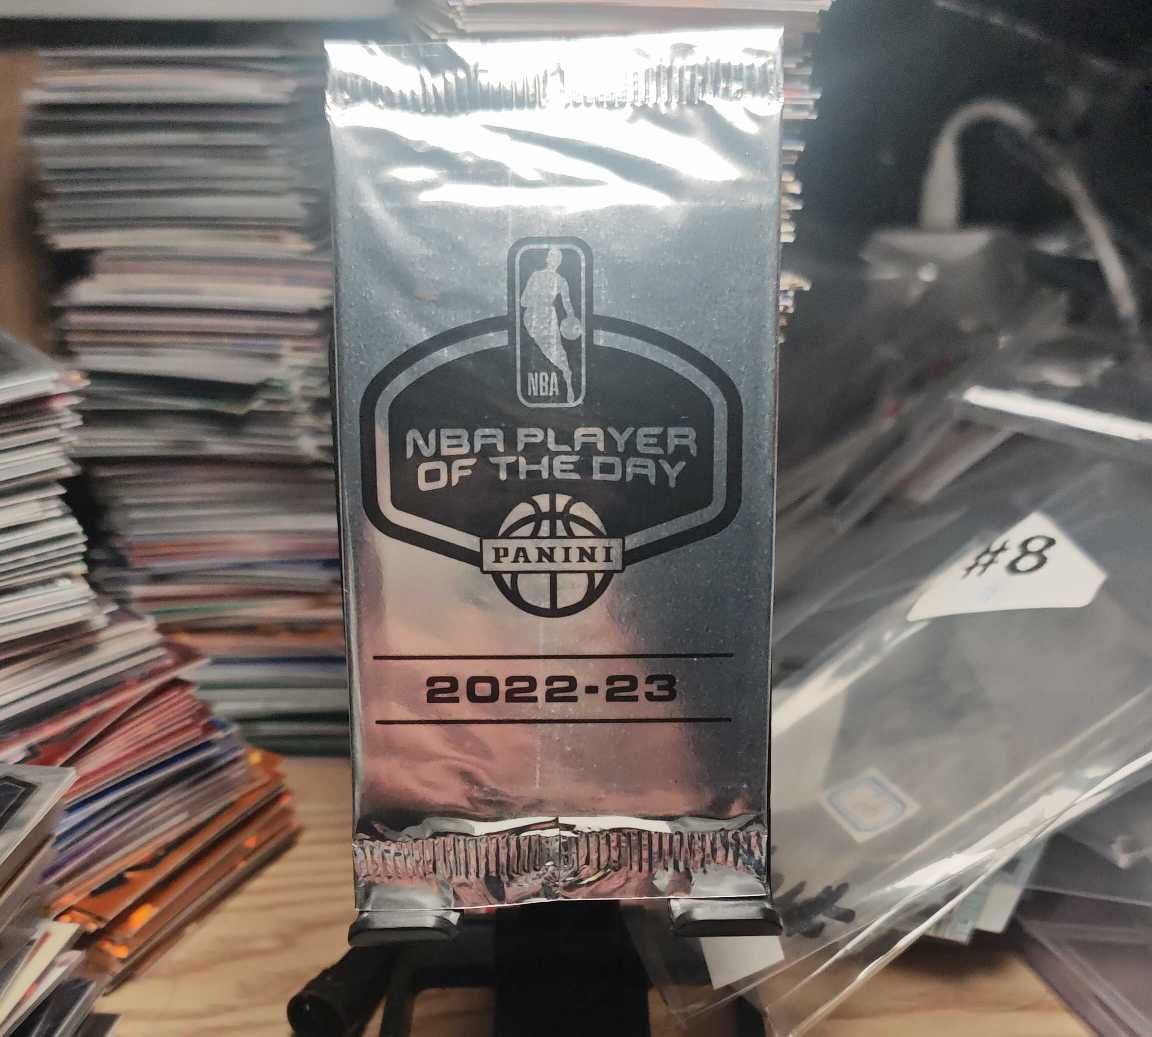 NBA
NBA PLAYER
OF THE DAY
PANINI
2022-23
#8